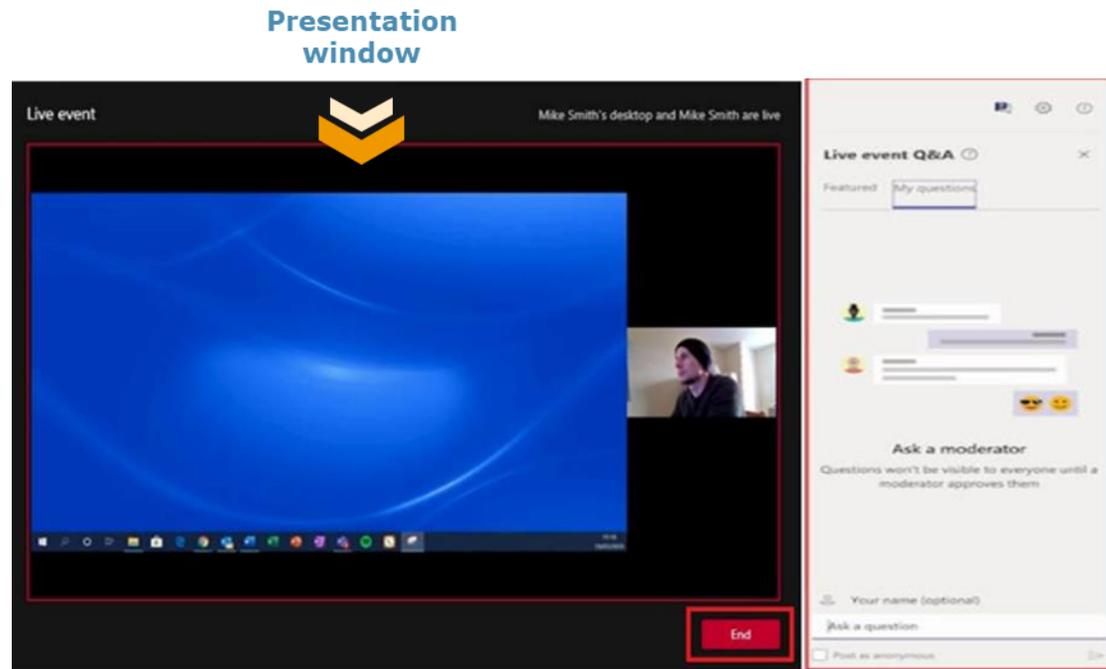 Presentation
window
Live event
Mike Smith's desktop and Mike Smith are live
Live event Q&A
Featured
My questions
Ask a moderator
Questions won't be visible to everyone until a
moderator approves them
Your name (optional)
Ask a question
Post as anonymous
End